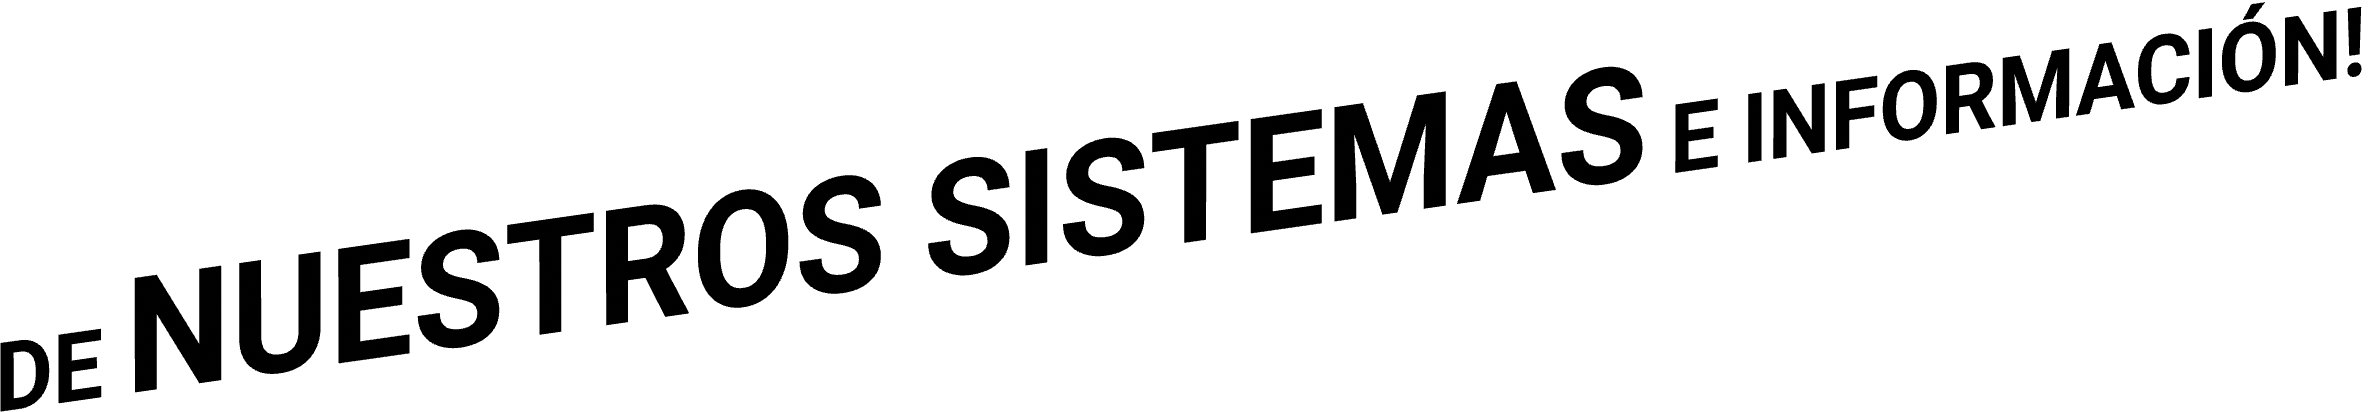 DE NUESTROS SISTEMAS E INFORMACIÓN!